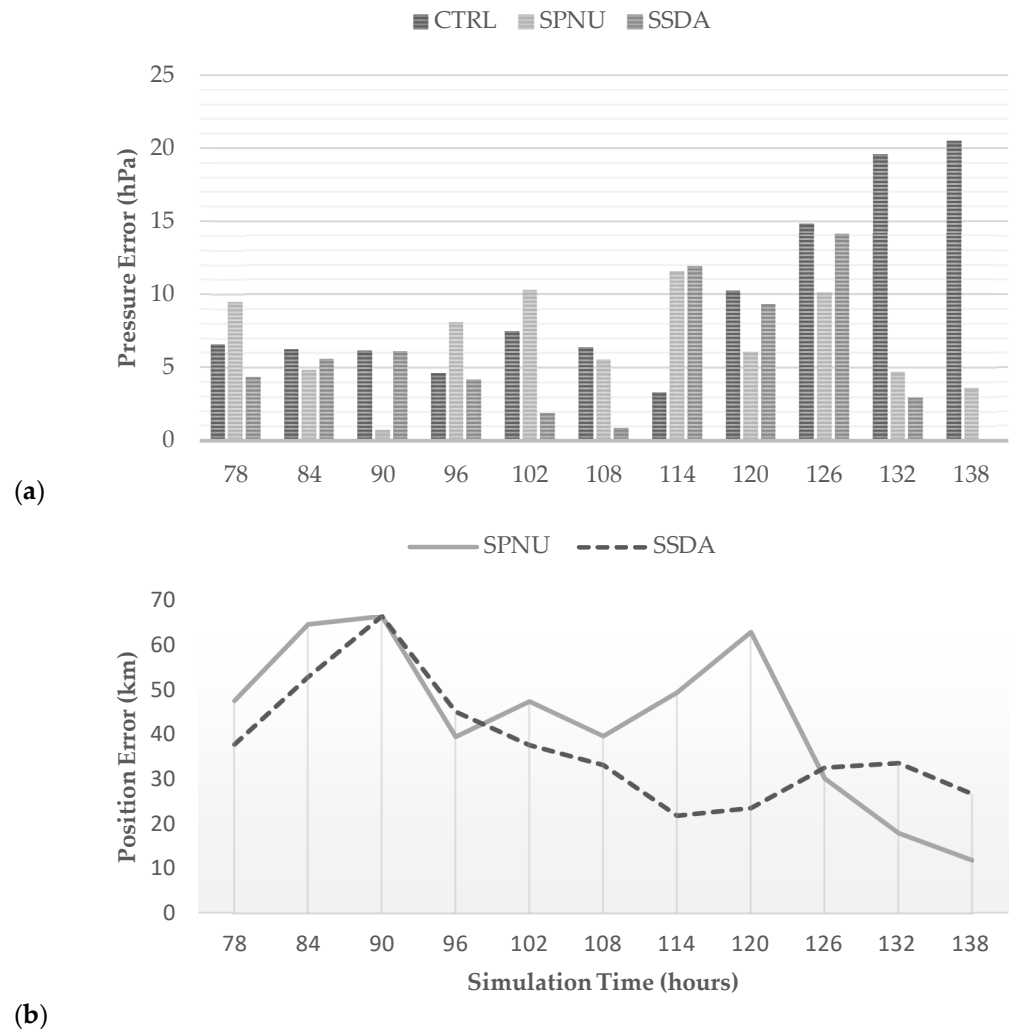 CTRL SPNU SSDA
25
20
15
10
5
0
Pressure Error (hPa)
78 84 90 96 102 108 114 120 126 132 138
(a)
SPNU SSDA
70
60
50
40
30
20
10
0
Position Error (km)
78 84 90 96 102 108 114 120 126 132 138
Simulation Time (hours)
(b)